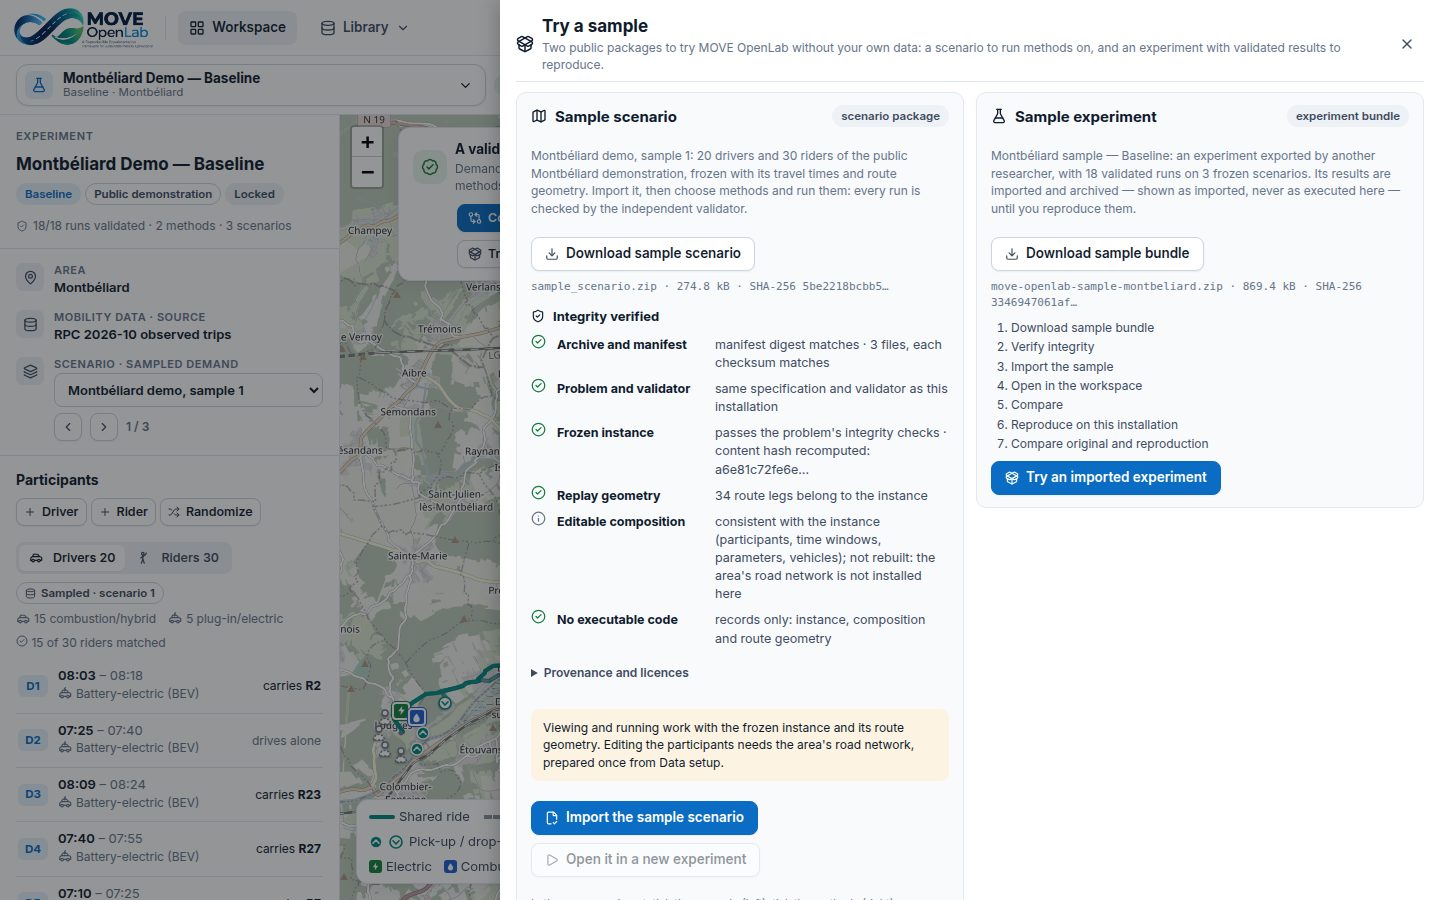 MOVE
OpenLab
Workspace
Library
Montbéliard Demo — Baseline
Baseline · Montbéliard
EXPERIMENT
Montbéliard Demo — Baseline
Baseline
Public demonstration
Locked
18/18 runs validated · 2 methods · 3 scenarios
AREA
Montbéliard
MOBILITY DATA · SOURCE
RPC 2026-10 observed trips
SCENARIO · SAMPLED DEMAND
Montbéliard demo, sample 1
1 / 3
Participants
Driver
Rider
Randomize
Drivers 20
Riders 30
Sampled · scenario 1
15 combustion/hybrid
5 plug-in/electric
15 of 30 riders matched
D1
08:03 – 08:18
Battery-electric (BEV)
carries R2
D2
07:25 – 07:40
Battery-electric (BEV)
drives alone
D3
08:09 – 08:24
Battery-electric (BEV)
carries R23
D4
07:40 – 07:55
Battery-electric (BEV)
carries R27
07:10 – 07:25
N 19
+
−
A valid
Demand
methods
Co
Tr
Champey
Verlans
Trémoins
e Vernoy
LG
Aibre
Semondans
ésandans
Raynan
Saint-Julien-
lès-Montbéliard
Sainte-Marie
Pré
nois
Étouvans
Colombier-
Shared ride
Pick-up / drop-
Electric
Combu
Try a sample
Two public packages to try MOVE OpenLab without your own data: a scenario to run methods on, and an experiment with validated results to
reproduce.
Sample scenario
scenario package
Montbéliard demo, sample 1: 20 drivers and 30 riders of the public
Montbéliard demonstration, frozen with its travel times and route
geometry. Import it, then choose methods and run them: every run is
checked by the independent validator.
Download sample scenario
sample_scenario.zip · 274.8 kB · SHA-256 5be2218bcbb5…
Integrity verified
Archive and manifest
manifest digest matches · 3 files, each
checksum matches
Problem and validator
same specification and validator as this
installation
Frozen instance
passes the problem's integrity checks ·
content hash recomputed:
a6e81c72fe6e…
Replay geometry
34 route legs belong to the instance
Editable composition
consistent with the instance
(participants, time windows,
parameters, vehicles); not rebuilt: the
area's road network is not installed
here
No executable code
records only: instance, composition
and route geometry
Provenance and licences
Viewing and running work with the frozen instance and its route
geometry. Editing the participants needs the area's road network,
prepared once from Data setup.
Import the sample scenario
Open it in a new experiment
Sample experiment
experiment bundle
Montbéliard sample — Baseline: an experiment exported by another
researcher, with 18 validated runs on 3 frozen scenarios. Its results are
imported and archived — shown as imported, never as executed here —
until you reproduce them.
Download sample bundle
move-openlab-sample-montbeliard.zip · 869.4 kB · SHA-256
3346947061af…
1. Download sample bundle
2. Verify integrity
3. Import the sample
4. Open in the workspace
5. Compare
6. Reproduce on this installation
7. Compare original and reproduction
Try an imported experiment